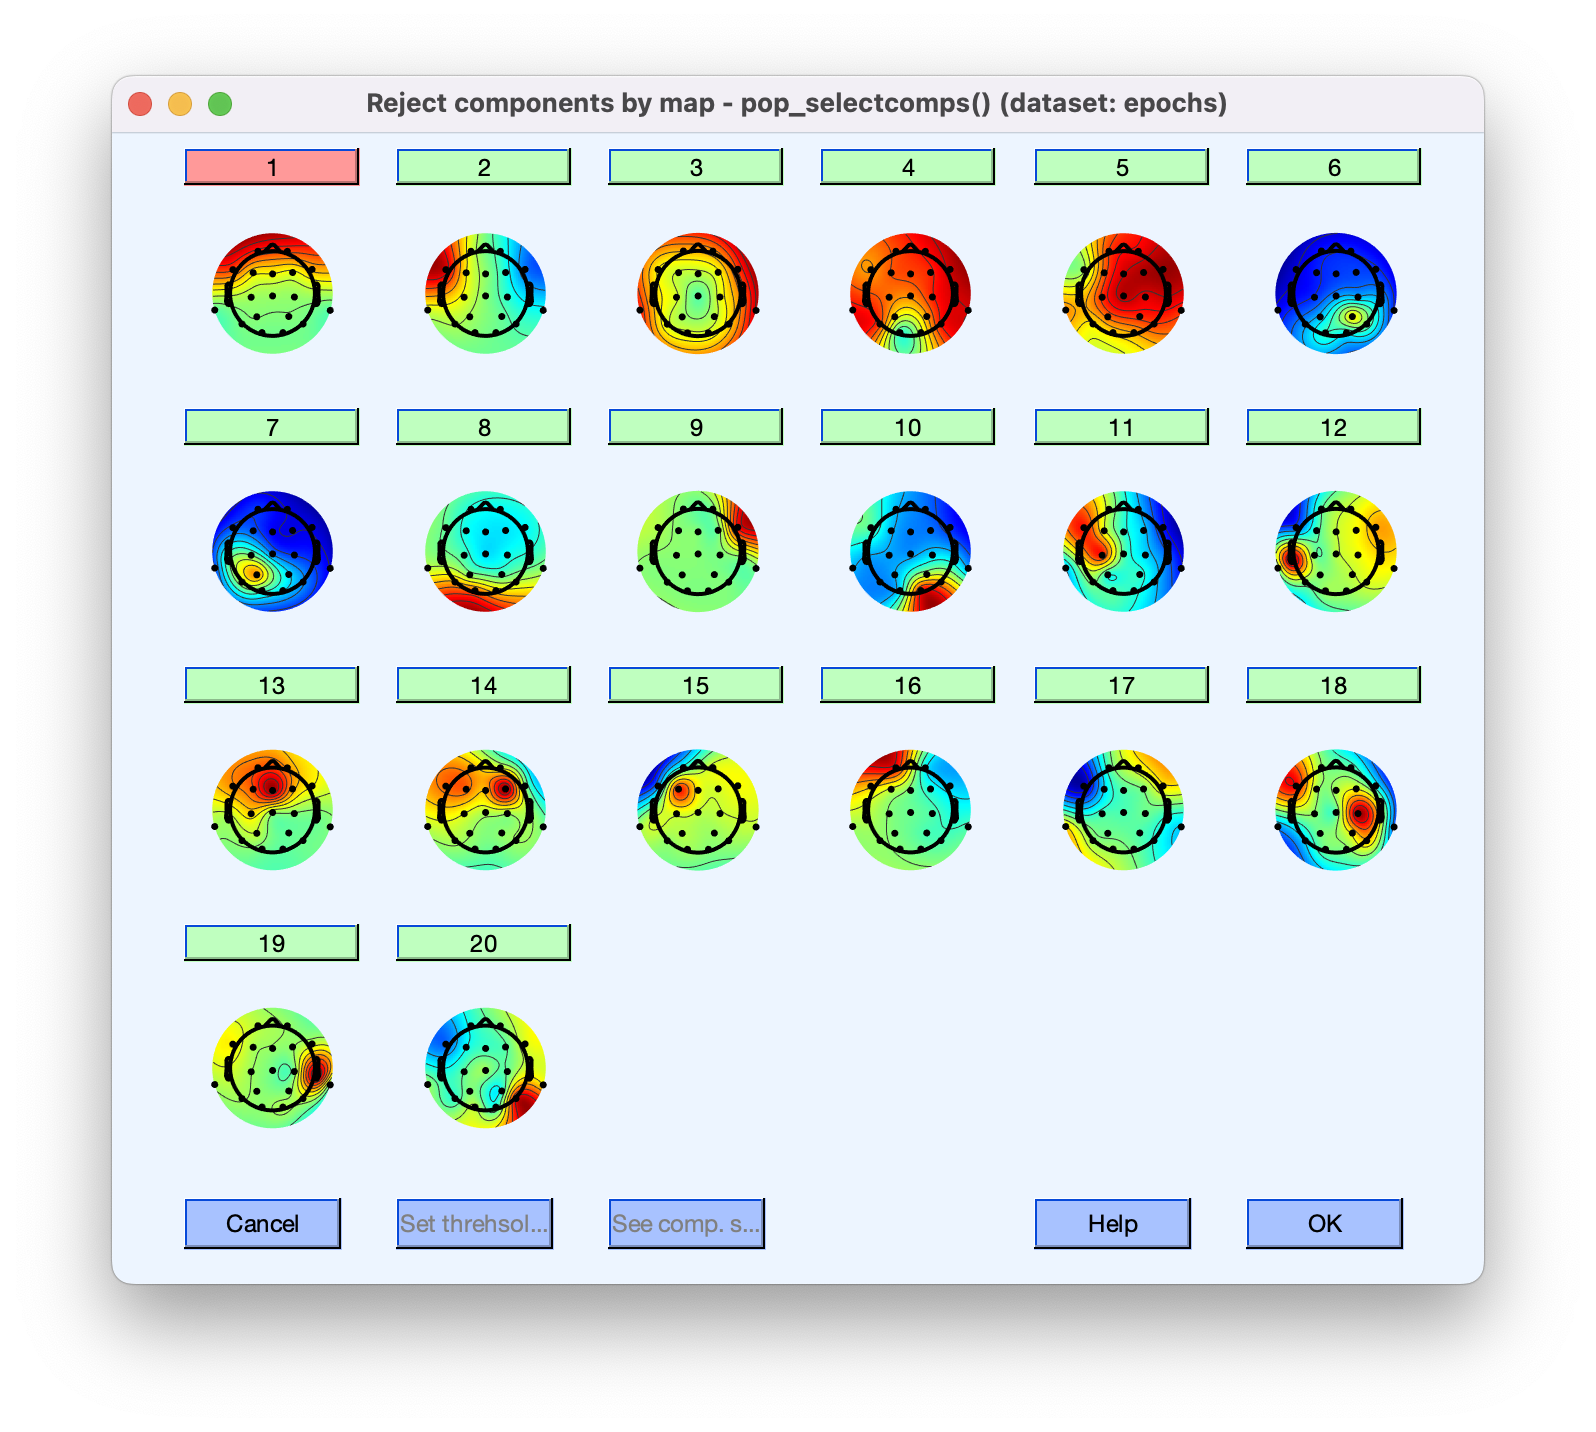 Reject components by map - pop_selectcomps() (dataset: epochs)
1 2 3 4 5 6
7 8 9 10 11 12
13 14 15 16 17 18
19 20
Cancel Set threhsol... See comp. s... Help OK